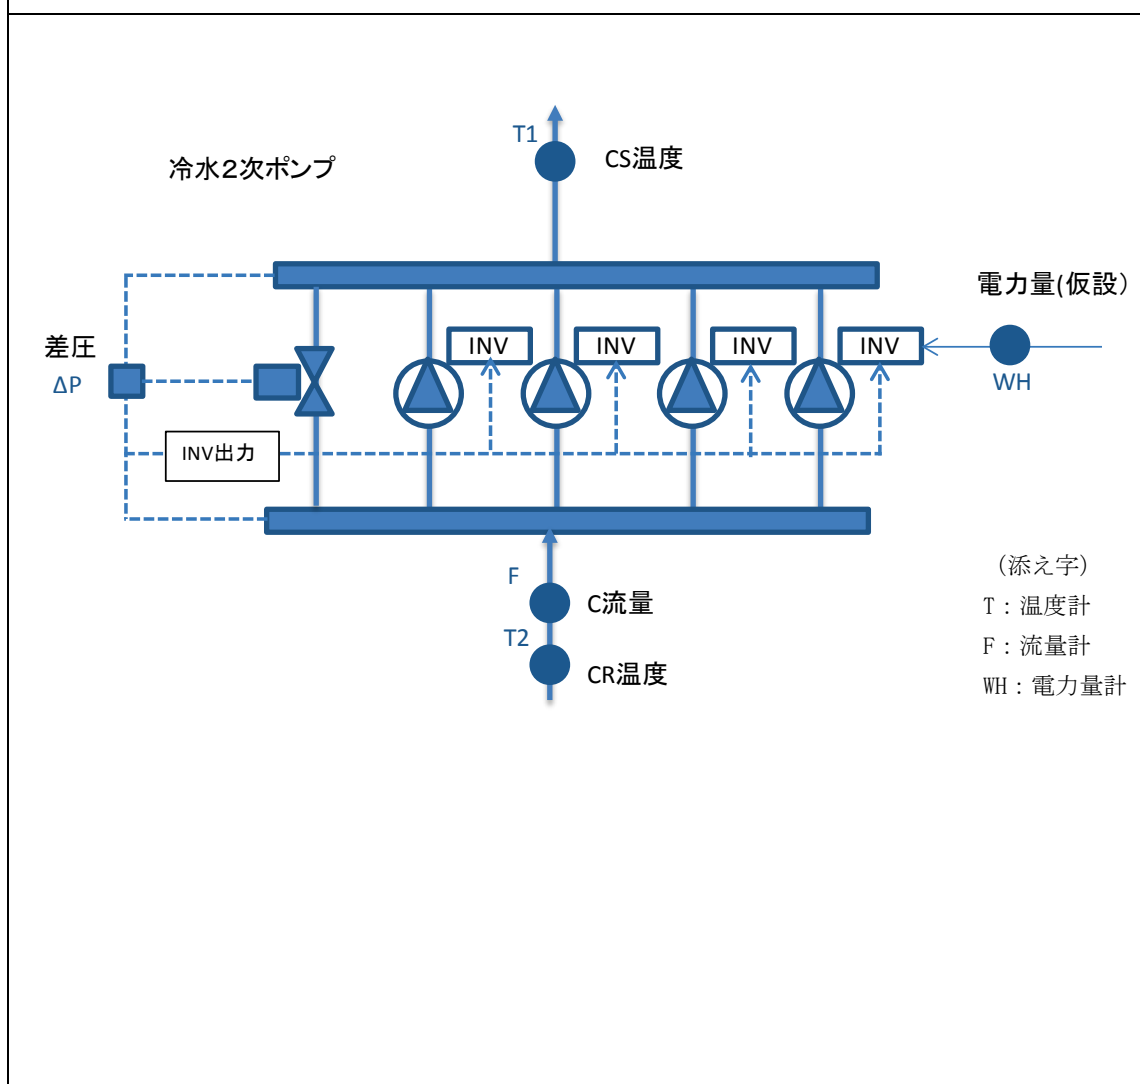 T1
CS温度
冷水２次ポンプ
電力量(仮設）
差圧
ΔP
INV
INV
INV
INV
WH
INV出力
F
C流量
T2
CR温度
（添え字）
T：温度計
F：流量計
WH：電力量計